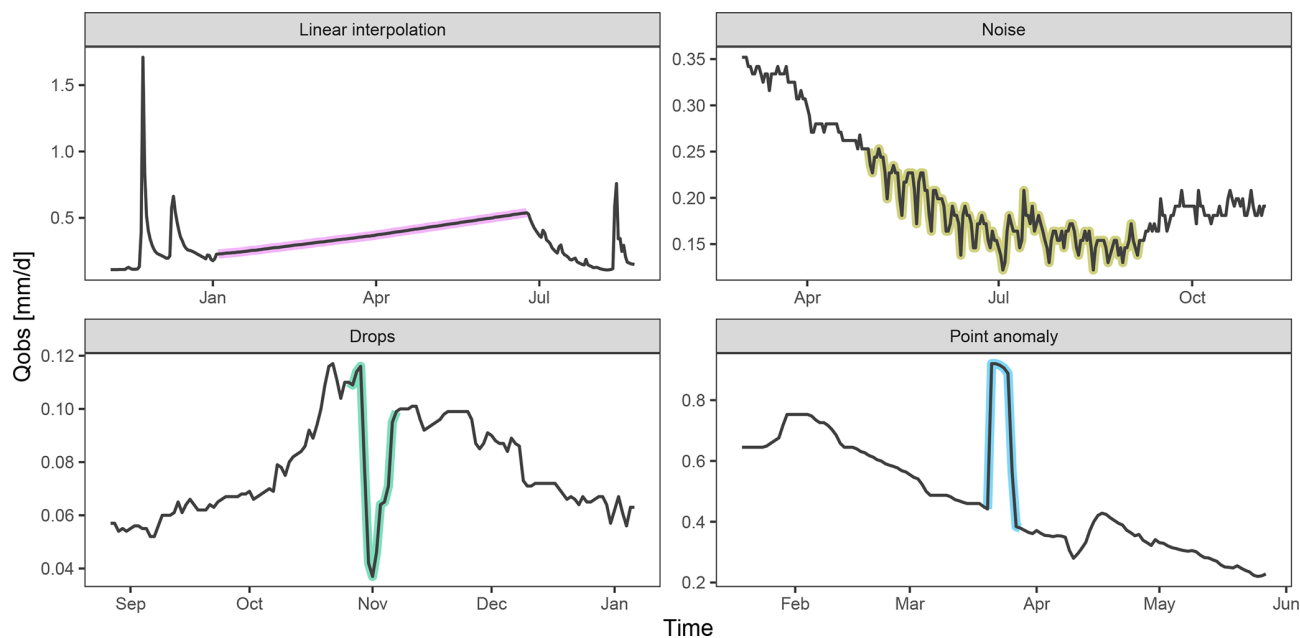 Linear interpolation
Noise
Qobs [mm/d]
1.5
1.0
0.5
Jan Apr Jul
0.35
0.30
0.25
0.20
0.15
Apr Jul Oct
Drops
Point anomaly
0.12
0.10
0.08
0.06
0.04
Sep Oct Nov Dec Jan
0.8
0.6
0.4
0.2
Feb Mar Apr May Jun
Time